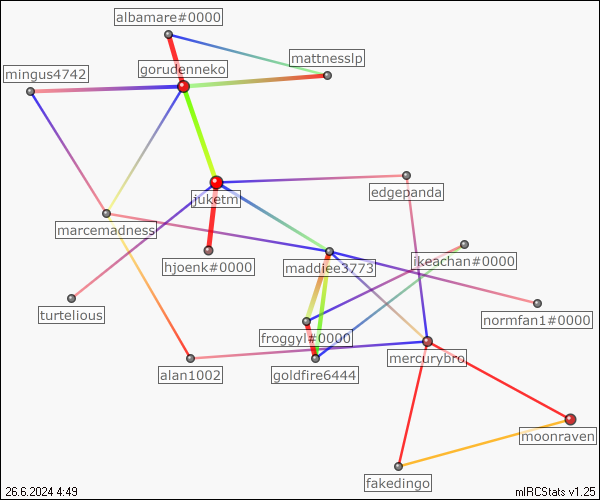 albamare#0000
mattnesslp
gorudenneko
mingus4742
edgepanda
juketm
marcemadness
ikeachan#0000
hjoenk#0000
maddiee3773
turtelious
normfan1#0000
froggyl#0000
mercurybro
alan1002
goldfire6444
moonraven
fakedingo
26.6.2024 4:49
mIRCStats v1.25